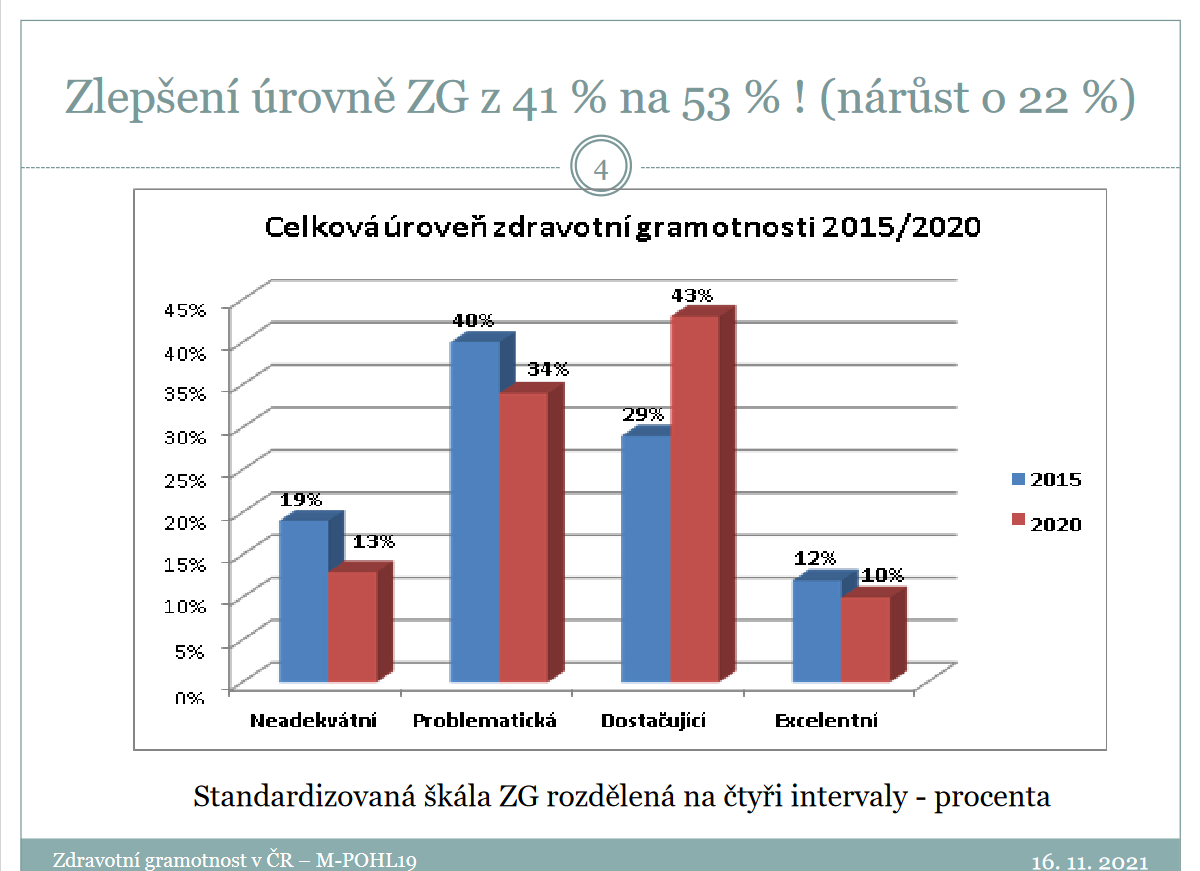 Zlepšení úrovně ZG z 41 % na 53 % ! (nárůst o 22 %)
4
Celková úroveň zdravotní gramotnosti 2015/2020
45%
40%
35%
30%
25%
20%
15%
10%
5%
0%
19%
13%
40%
34%
29%
43%
12%
10%
Neadekvátní
Problematická
Dostačující
Excelentní
2015
2020
Standardizovaná škála ZG rozdělená na čtyři intervaly - procenta
Zdravotní gramotnost v ČR – M-POHL19
16. 11. 2021